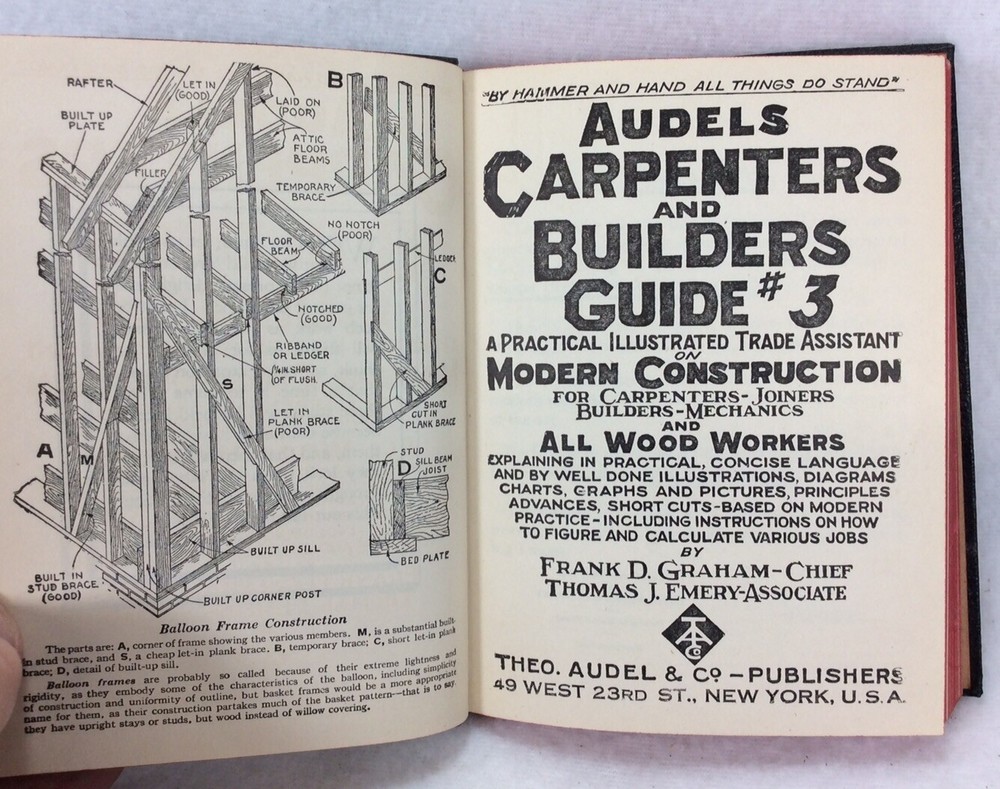 RAFTER
BUILT UP
PLATE
LET IN
(GOOD)
LAID ON
(POOR)
ATTIC
FLOOR
BEAMS
FILLER
TEMPORARY
BRACE
B
NO NOTCH
(POOR)
FLOOR
BEAM
LEDGER
C
NOTCHED
(GOOD)
RIBBAND
OR LEDGER
¼ IN. SHORT
OF FLUSH
S
LET IN
PLANK BRACE
(POOR)
SHORT
CUT IN
PLANK BRACE
A
M
STUD
D
SILL BEAM
JOIST
BED PLATE
BUILT UP SILL
BUILT IN
STUD BRACE
(GOOD)
BUILT UP CORNER POST
Balloon Frame Construction
The parts are: A, corner of frame showing the various members. M, is a substantial built
in stud brace, and S, a cheap let-in plank brace. B, temporary brace; C, short let-in plank
brace; D, detail of built-up sill.
Balloon frames are probably so called because of their extreme lightness and
rigidity, as they embody some of the characteristics of the balloon, including simplicity
of construction and uniformity of outline, but basket frames would be a more appropriate
name for them, as their construction partakes much of the basket pattern—that is to say,
they have upright stays or studs, but wood instead of willow covering.
"BY HAMMER AND HAND ALL THINGS DO STAND"
AUDELS
CARPENTERS
AND
BUILDERS
GUIDE #3
A PRACTICAL ILLUSTRATED TRADE ASSISTANT
ON
MODERN CONSTRUCTION
FOR CARPENTERS-JOINERS
BUILDERS-MECHANICS
AND
ALL WOOD WORKERS
EXPLAINING IN PRACTICAL, CONCISE LANGUAGE
AND BY WELL DONE ILLUSTRATIONS, DIAGRAMS
CHARTS, GRAPHS AND PICTURES, PRINCIPLES
ADVANCES, SHORT CUTS-BASED ON MODERN
PRACTICE-INCLUDING INSTRUCTIONS ON HOW
TO FIGURE AND CALCULATE VARIOUS JOBS
BY
FRANK D. GRAHAM-CHIEF
THOMAS J. EMERY-ASSOCIATE
THEO. AUDEL & CO.-PUBLISHERS
49 WEST 23RD ST., NEW YORK, U.S.A.